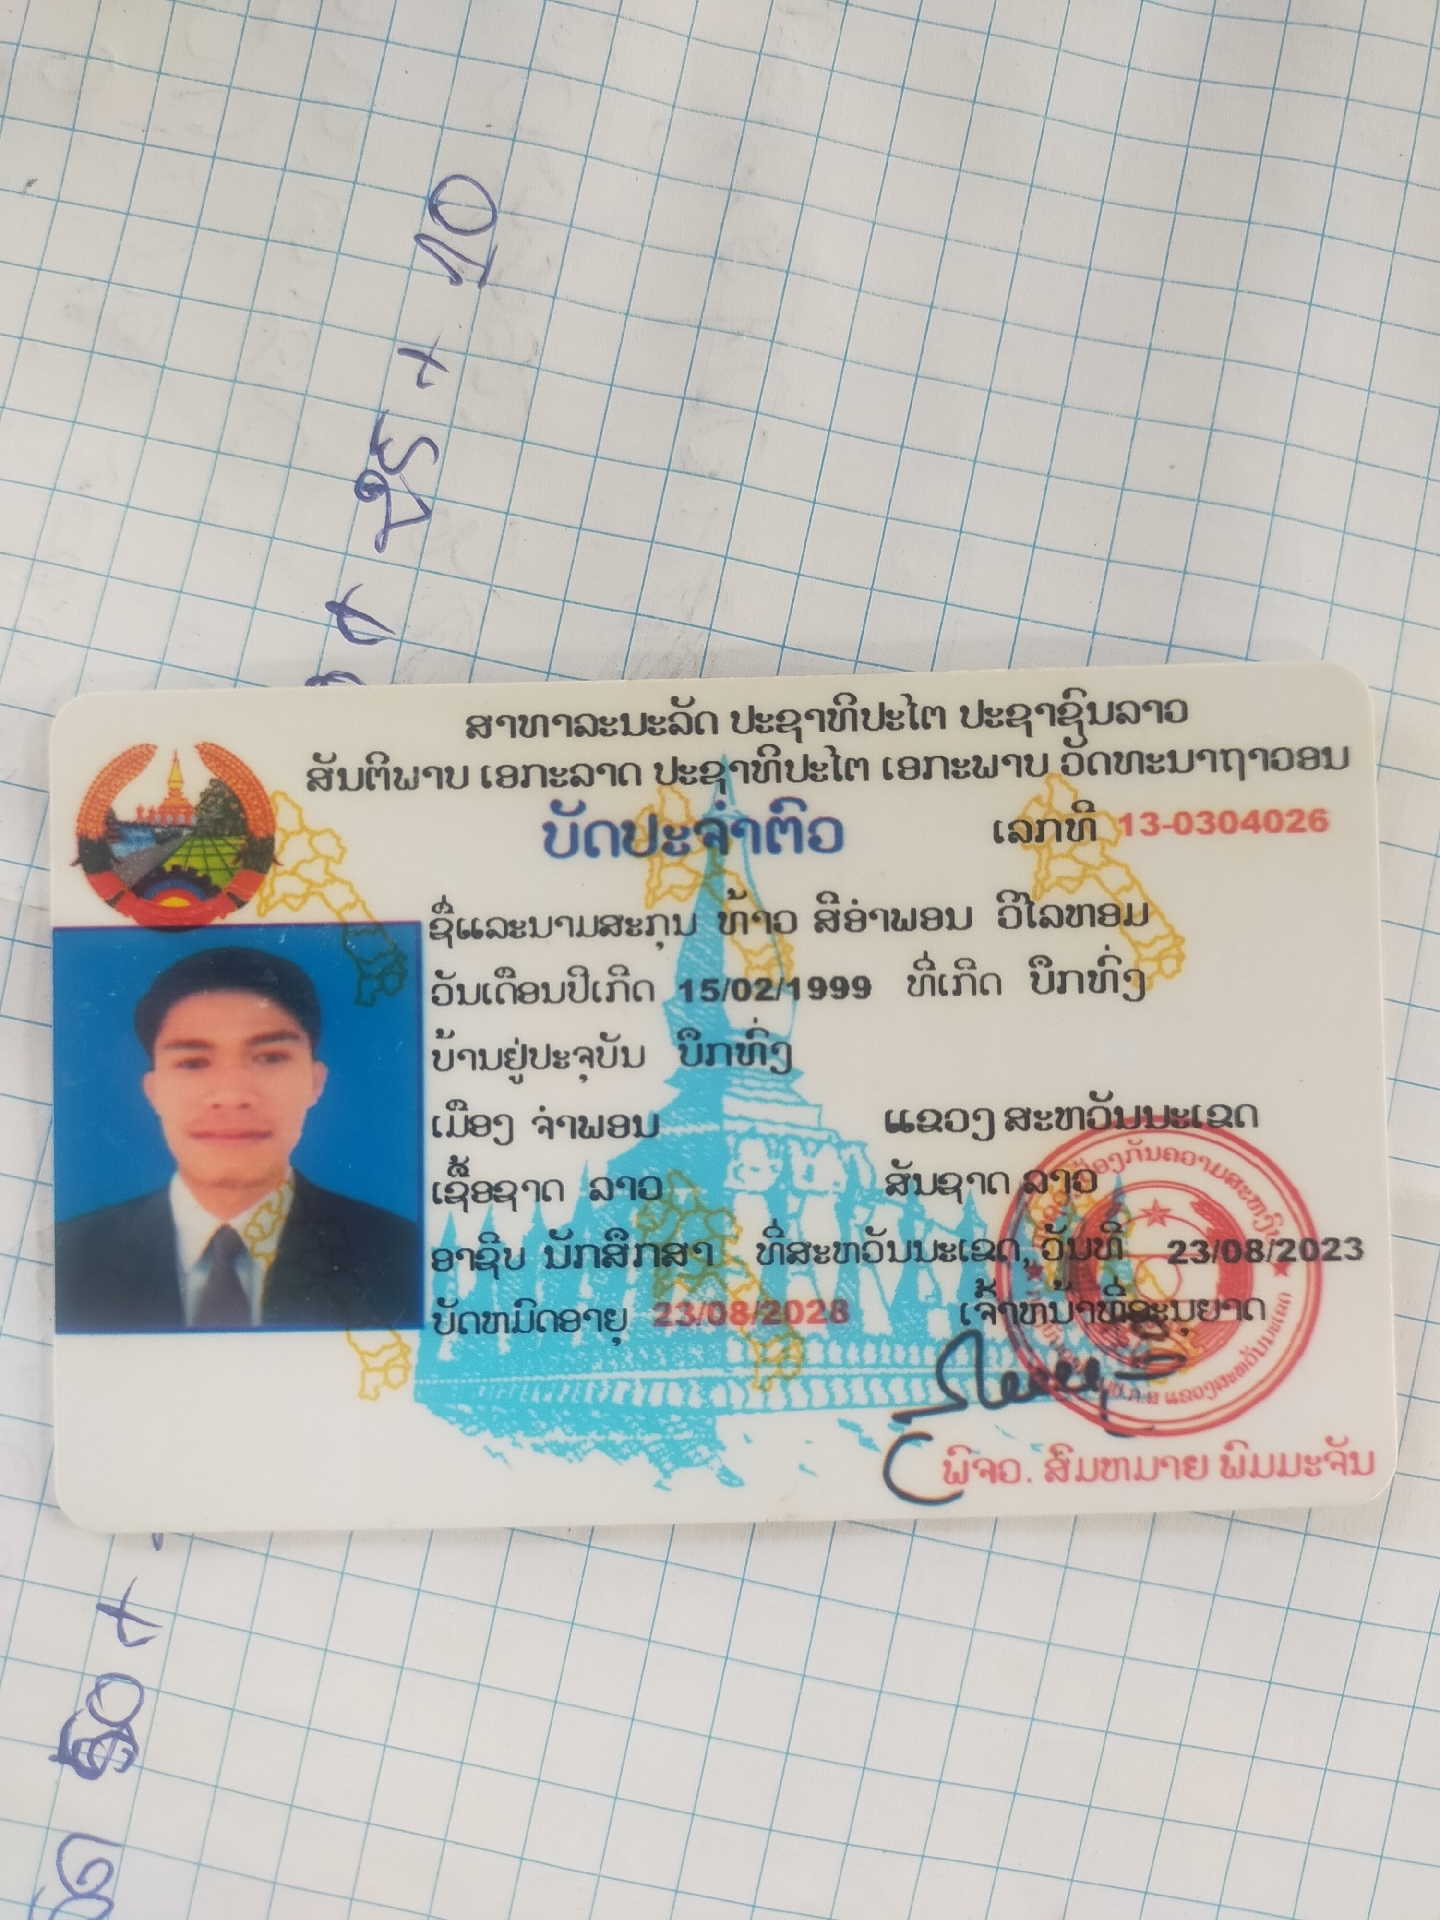 ສາທາລະນະລັດ ປະຊາທິປະໄຕ ປະຊາຊົນລາວ
ສັນຕິພາບ ເອກະລາດ ປະຊາທິປະໄຕ ເອກະພາບ ວັດທະນາຖາວອນ
ບັດປະຈຳຕົວ ເລກທີ 13-0304026
ຊື່ແລະນາມສະກຸນ ທ້າວ ສີອຳພອນ ວິໄລຫອມ
ວັນເດືອນປີເກີດ 15/02/1999 ທີ່ເກີດ ບຶກທົ່ງ
ບ້ານຢູ່ປະຈຸບັນ ບຶກທົ່ງ
ເມືອງ ຈຳພອນ ແຂວງ ສະຫວັນນະເຂດ
ເຊື້ອຊາດ ລາວ ສັນຊາດ ລາວ
ອາຊີບ ນັກສຶກສາ ທີ່ສະຫວັນນະເຂດ, ວັນທີ 23/08/2023
ບັດຫມົດອາຍຸ 23/08/2028 ເຈົ້າຫນ້າທີ່ອະນຸຍາດ
ພົຈວ. ສົມຫມາຍ ພົມມະຈັນ